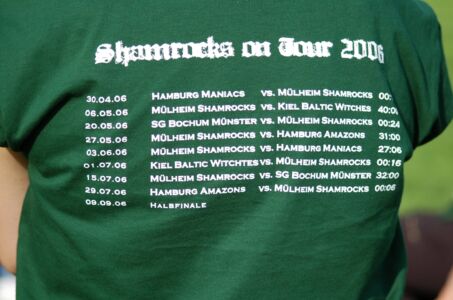 Shamrocks on Tour 2006
30.04.06 HAMBURG MANIACS VS. MÜLHEIM SHAMROCKS 00:
06.05.06 MÜLHEIM SHAMROCKS VS. KIEL BALTIC WITCHES 40:00
20.05.06 SG BOCHUM MÜNSTER VS. MÜLHEIM SHAMROCKS 00:24
27.05.06 MÜLHEIM SHAMROCKS VS. HAMBURG AMAZONS 31:00
03.06.06 MÜLHEIM SHAMROCKS VS. HAMBURG MANIACS 27:06
01.07.06 KIEL BALTIC WITCHTES VS. MÜLHEIM SHAMROCKS 00:16
15.07.06 MÜLHEIM SHAMROCKS VS. SG BOCHUM MÜNSTER 32:00
29.07.06 HAMBURG AMAZONS VS. MÜLHEIM SHAMROCKS 00:06
09.09.06 HALBFINALE